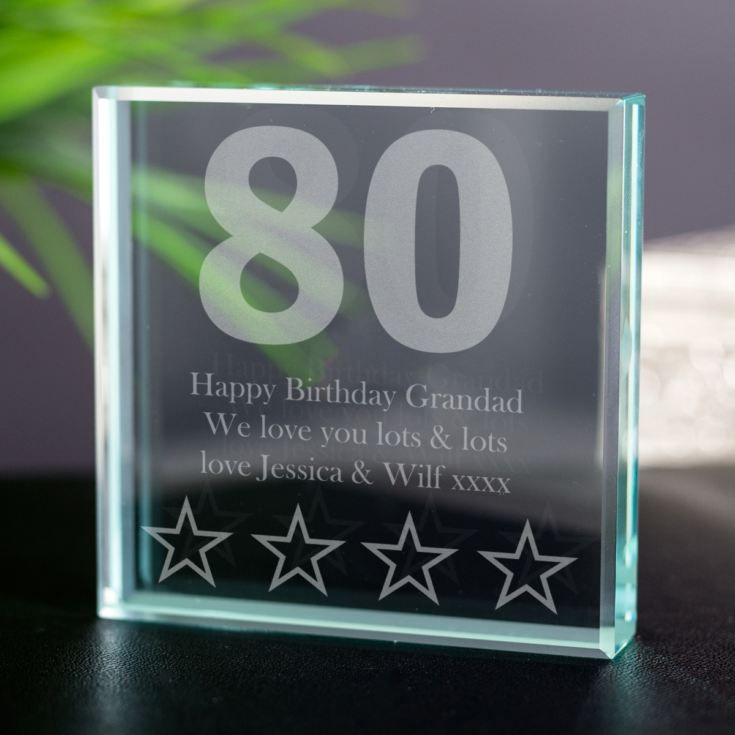 80
Happy Birthday Grandad
We love you lots & lots
love Jessica & Wilf xxxx